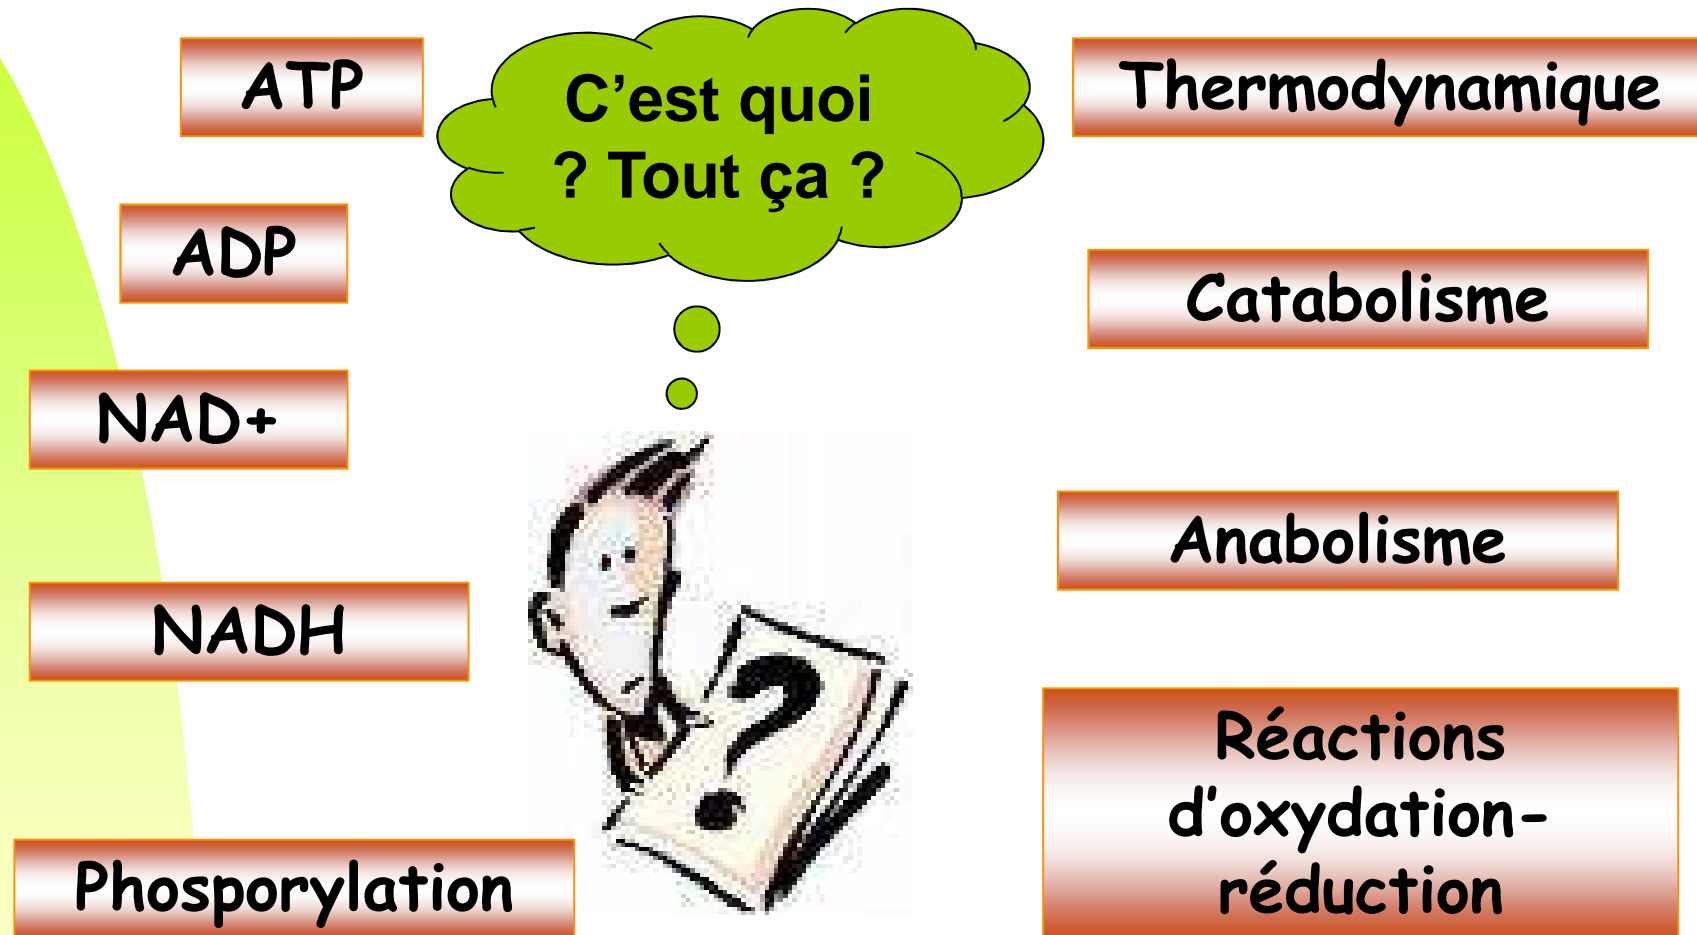 ATP
C’est quoi
? Tout ça ?
Thermodynamique
ADP
Catabolisme
NAD+
Anabolisme
NADH
?
Réactions
d’oxydation-
réduction
Phosporylation